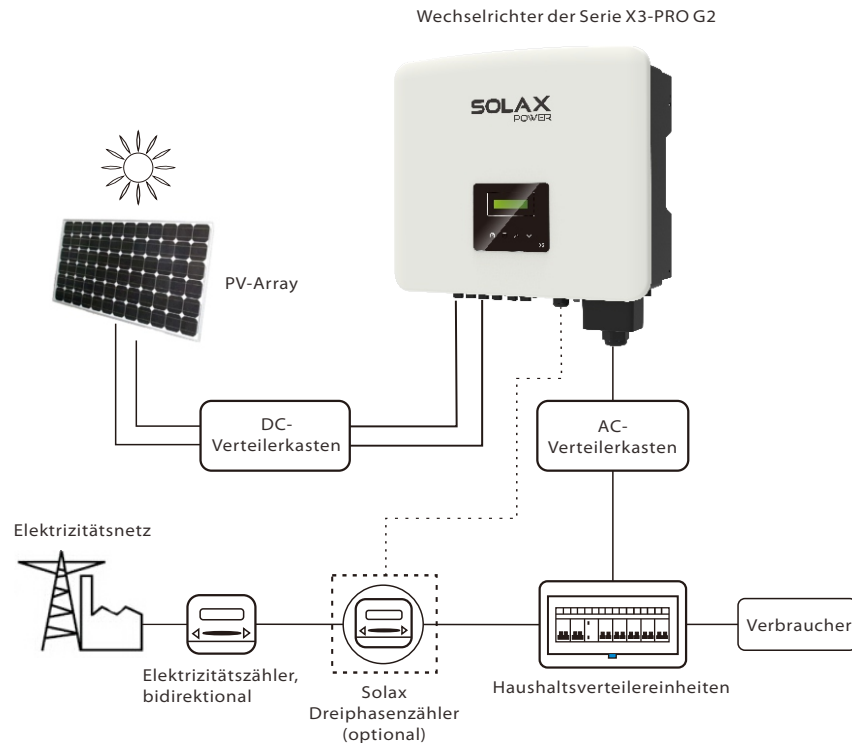 Wechselrichter der Serie X3-PRO G2
SOLAX
POWER
PV-Array
DC-
Verteilerkasten
AC-
Verteilerkasten
Elektrizitätsnetz
Elektrizitätszähler,
bidirektional
Solax
Dreiphasenzähler
(optional)
Haushaltsverteilereinheiten
Verbraucher